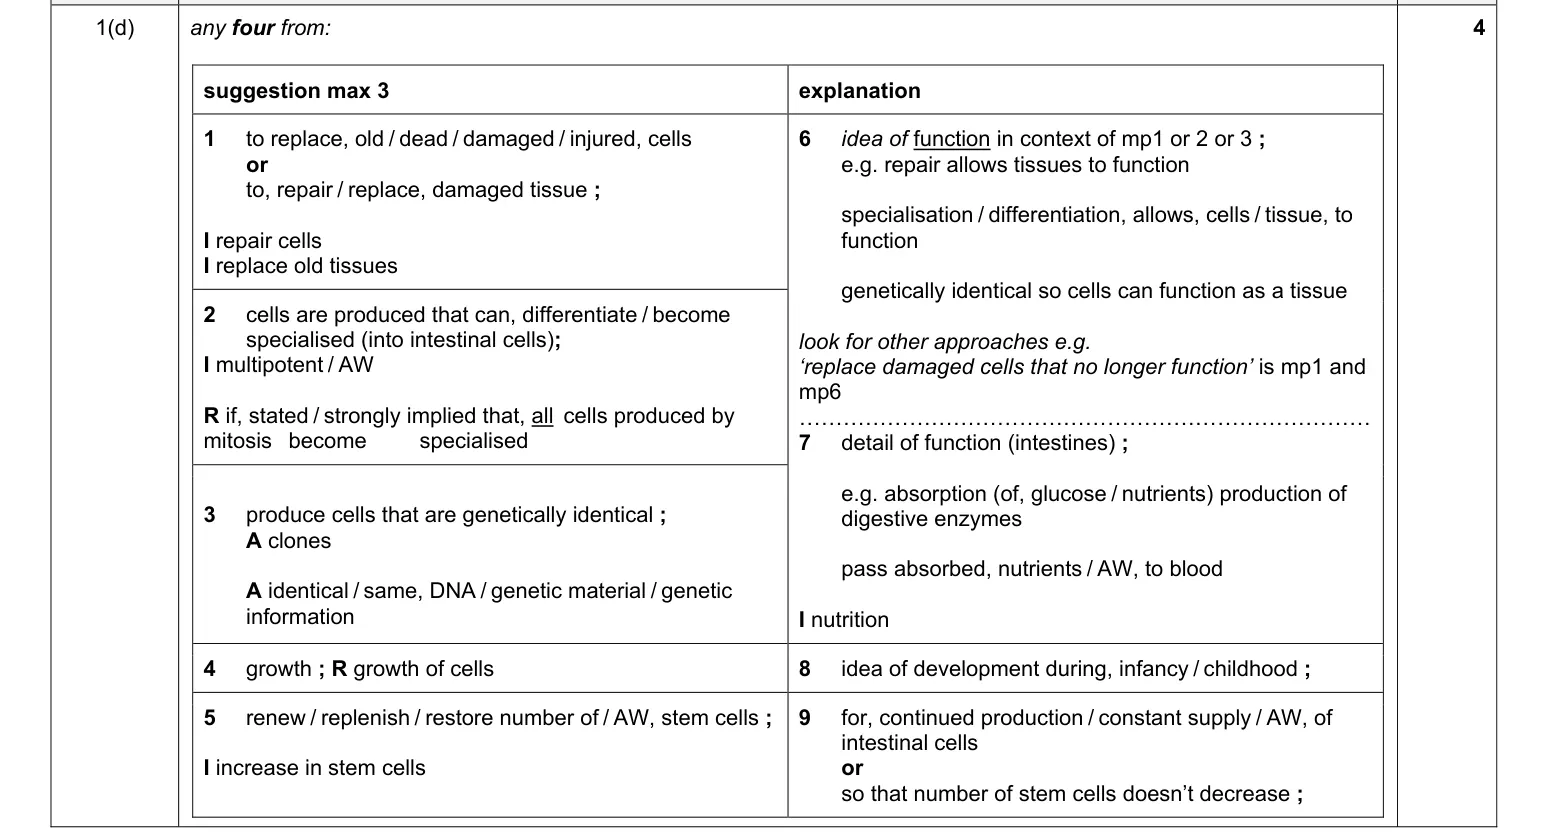 1(d)
any four from:
4
suggestion max 3
explanation
1 to replace, old / dead / damaged / injured, cells
or
to, repair / replace, damaged tissue ;
I repair cells
I replace old tissues
2 cells are produced that can, differentiate / become
specialised (into intestinal cells);
I multipotent / AW
R if, stated / strongly implied that, all cells produced by
mitosis become specialised
3 produce cells that are genetically identical ;
A clones
A identical / same, DNA / genetic material / genetic
information
6 idea of function in context of mp1 or 2 or 3 ;
e.g. repair allows tissues to function
specialisation / differentiation, allows, cells / tissue, to
function
genetically identical so cells can function as a tissue
look for other approaches e.g.
‘replace damaged cells that no longer function’ is mp1 and
mp6
……………………………………………………………………
7 detail of function (intestines) ;
e.g. absorption (of, glucose / nutrients) production of
digestive enzymes
pass absorbed, nutrients / AW, to blood
I nutrition
4 growth ; R growth of cells
8 idea of development during, infancy / childhood ;
5 renew / replenish / restore number of / AW, stem cells ;
I increase in stem cells
9 for, continued production / constant supply / AW, of
intestinal cells
or
so that number of stem cells doesn’t decrease ;